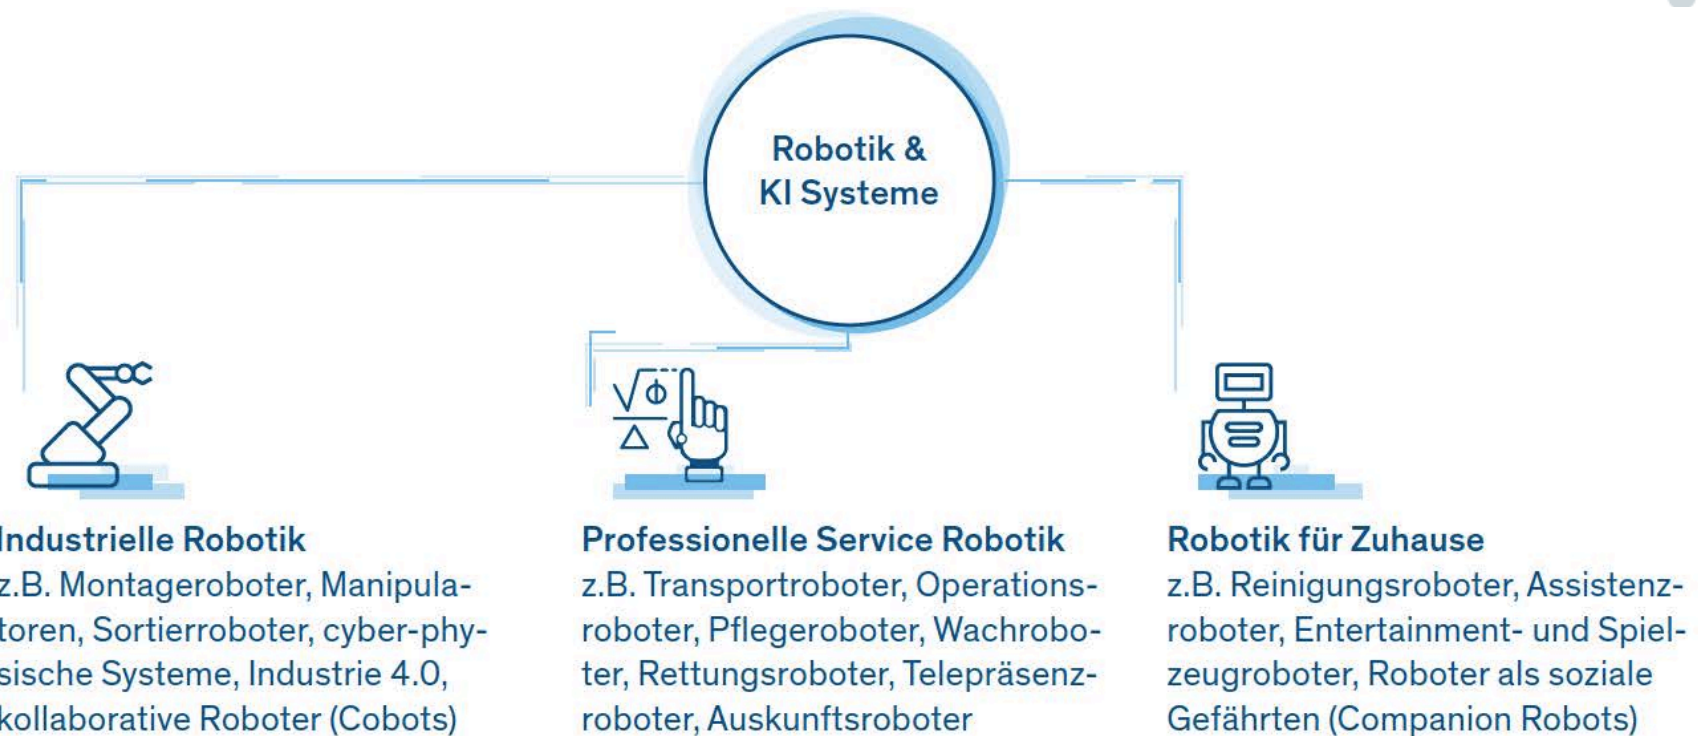 Robotik &
KI Systeme
√Φ
Δ
Industrielle Robotik
z.B. Montageroboter, Manipula-
toren, Sortierroboter, cyber-phy-
sische Systeme, Industrie 4.0,
kollaborative Roboter (Cobots)
Professionelle Service Robotik
z.B. Transportroboter, Operations-
roboter, Pflegeroboter, Wachrobo-
ter, Rettungsroboter, Telepräsenz-
roboter, Auskunftsroboter
Robotik für Zuhause
z.B. Reinigungsroboter, Assistenz-
roboter, Entertainment- und Spiel-
zeugroboter, Roboter als soziale
Gefährten (Companion Robots)